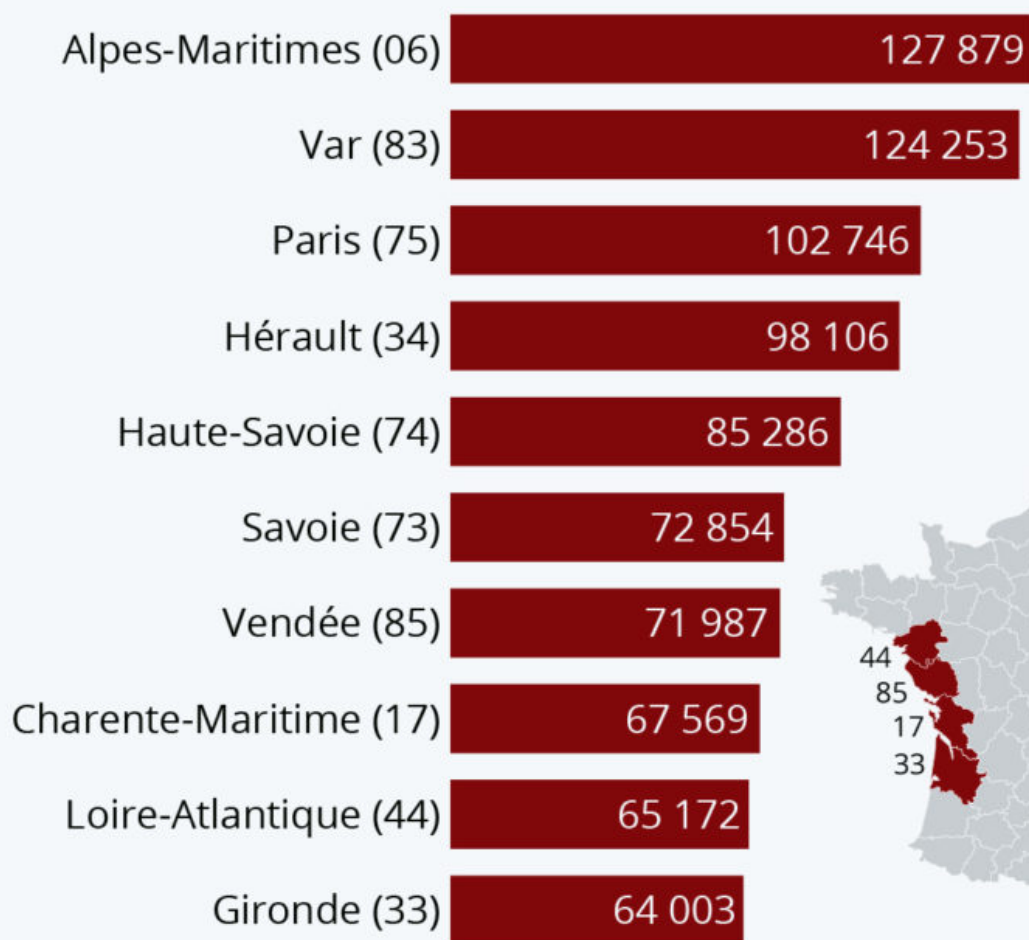 Alpes-Maritimes (06) 127 879
Var (83) 124 253
Paris (75) 102 746
Hérault (34) 98 106
Haute-Savoie (74) 85 286
Savoie (73) 72 854
Vendée (85) 71 987
Charente-Maritime (17) 67 569
Loire-Atlantique (44) 65 172
Gironde (33) 64 003
44
85
17
33